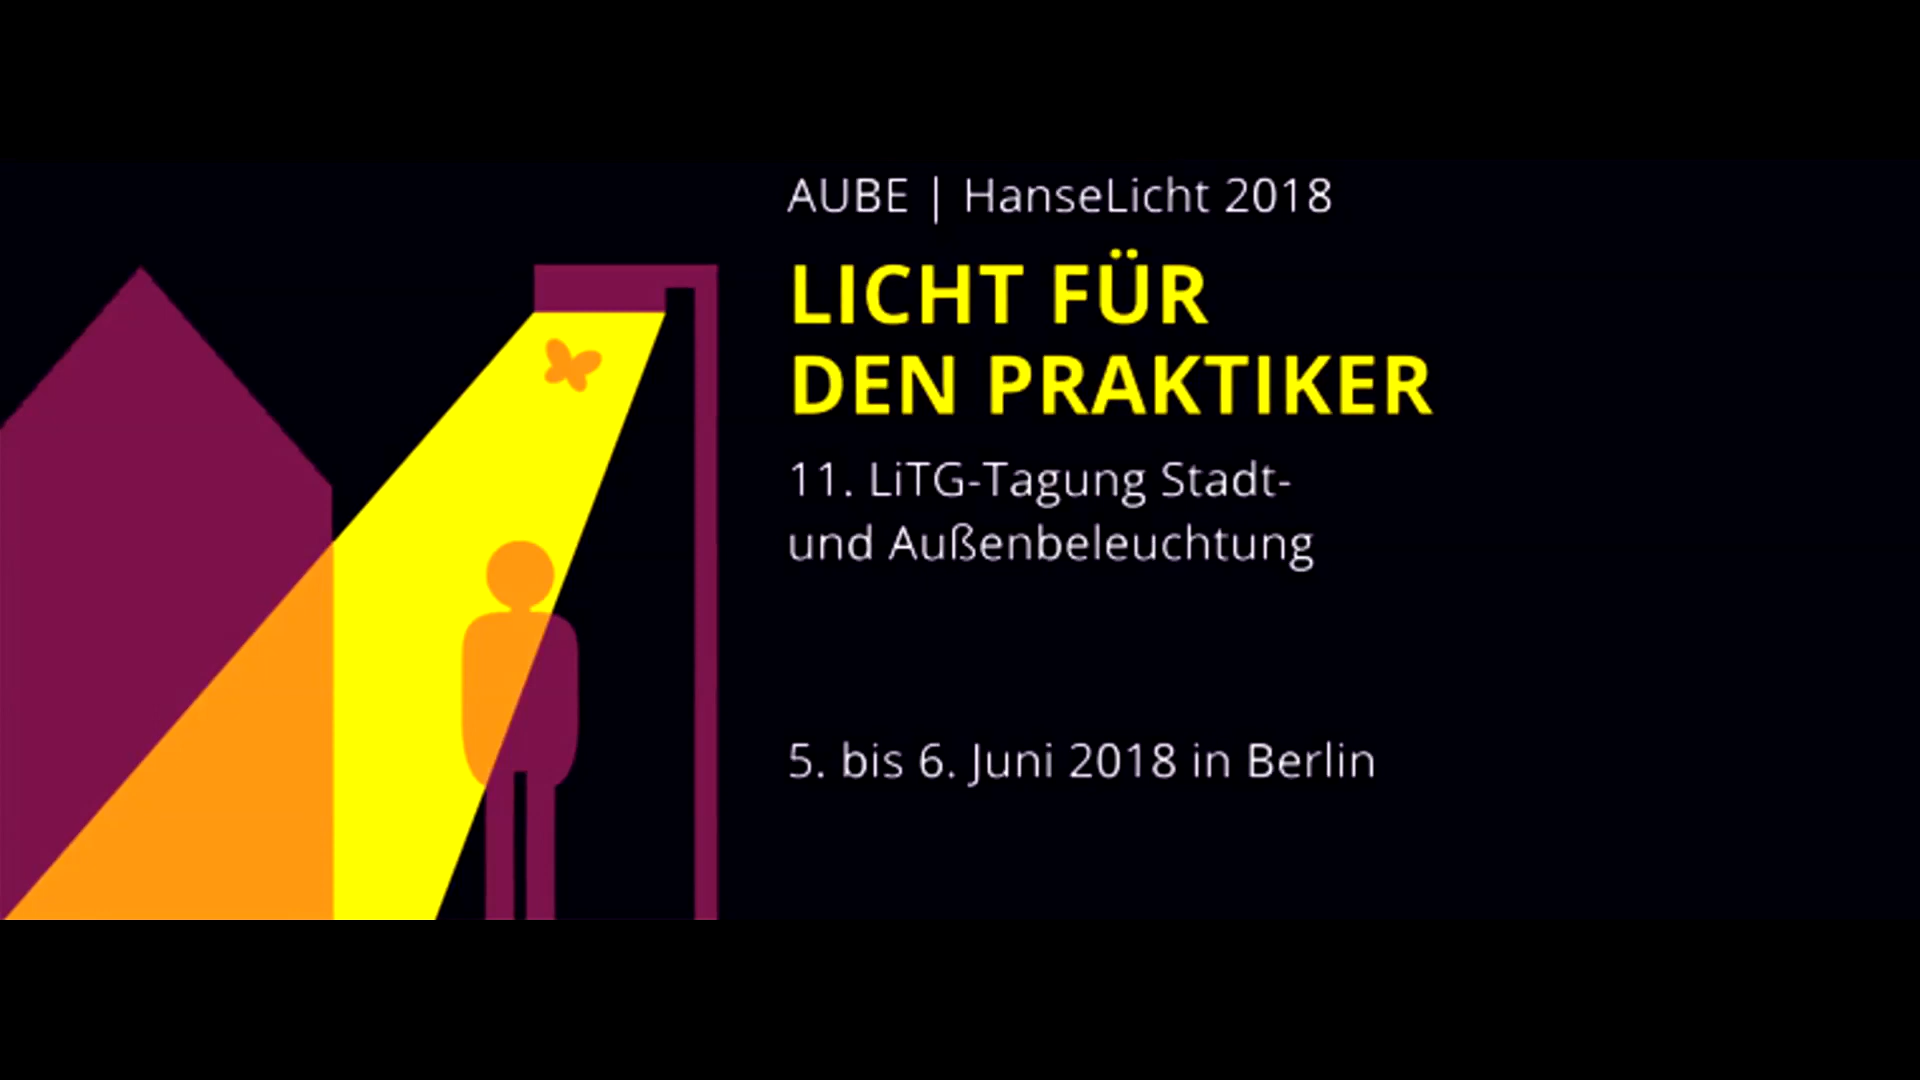 AUBE | HanseLicht 2018
LICHT FÜR
DEN PRAKTIKER
11. LiTG-Tagung Stadt-
und Außenbeleuchtung
5. bis 6. Juni 2018 in Berlin